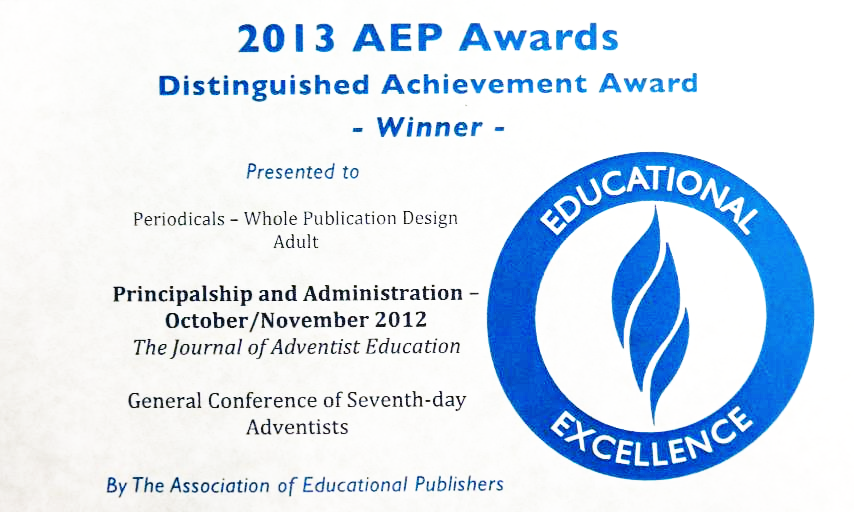 2013 AEP Awards
Distinguished Achievement Award
- Winner -
Presented to
Periodicals – Whole Publication Design
Adult
Principalship and Administration –
October/November 2012
The Journal of Adventist Education
General Conference of Seventh-day
Adventists
By The Association of Educational Publishers
EDUCATIONAL
EXCELLENCE